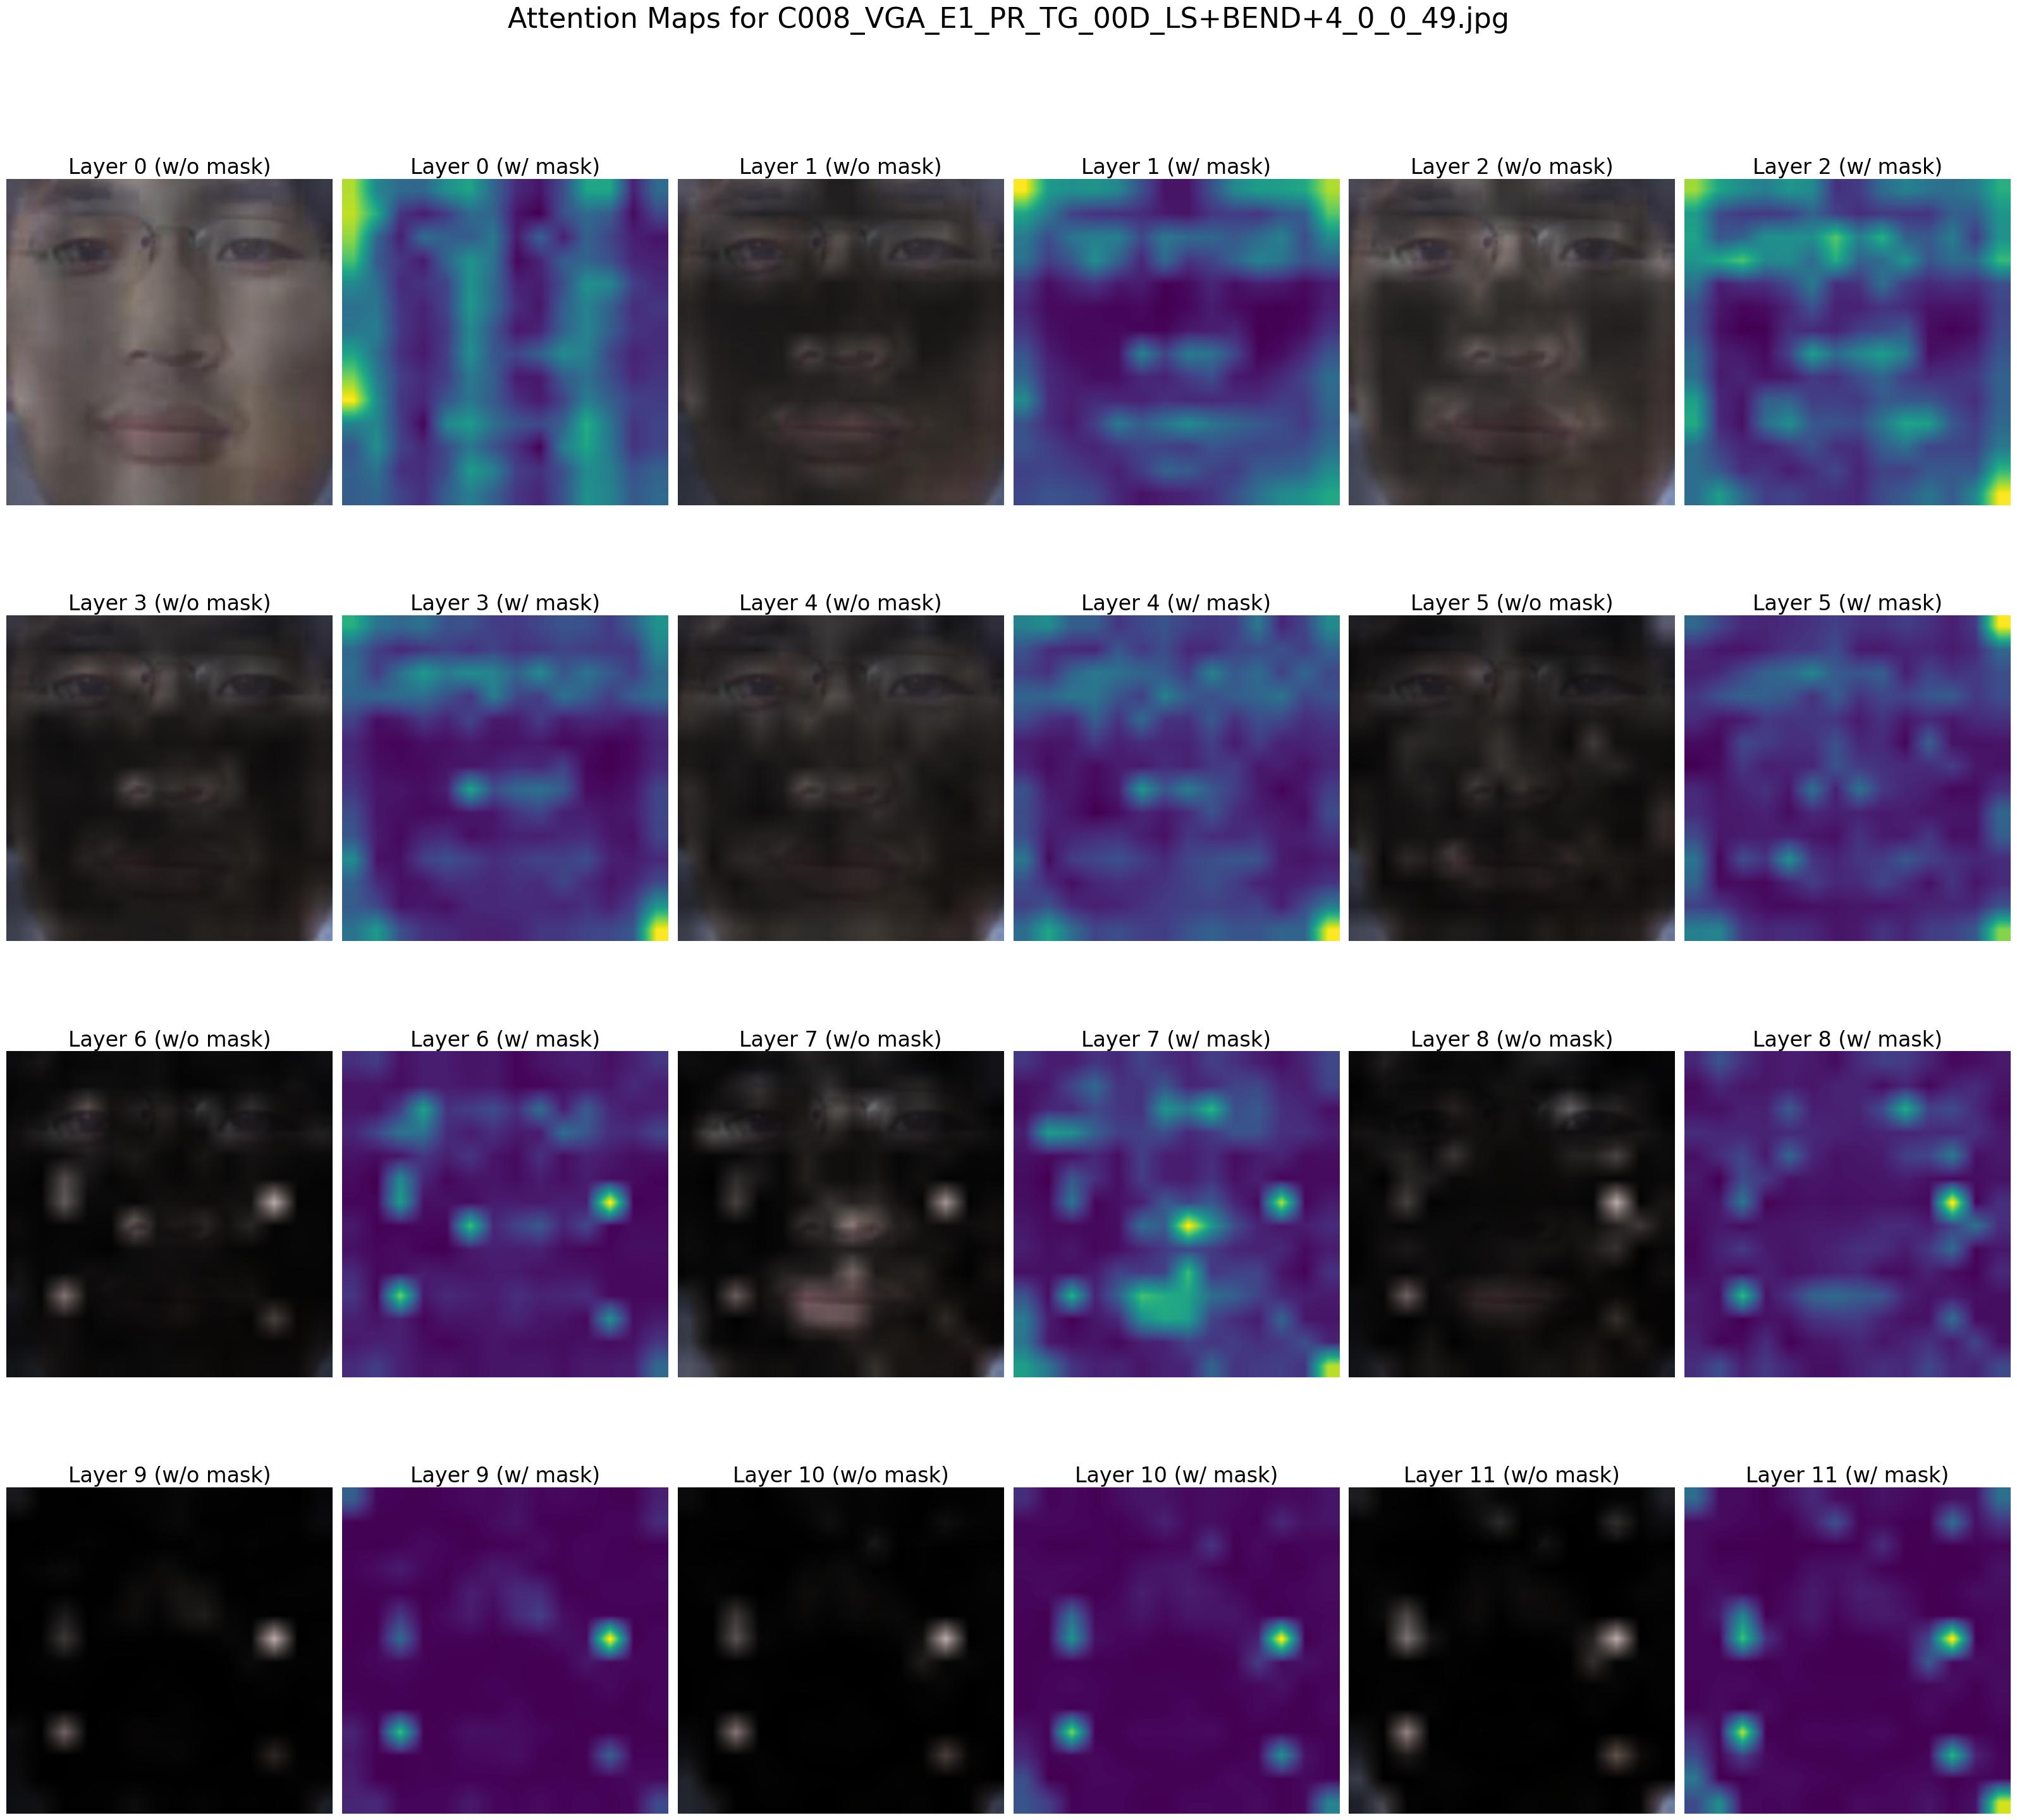 Attention Maps for C008_VGA_E1_PR_TG_00D_LS+BEND+4_0_0_49.jpg
Layer 0 (w/o mask) Layer 0 (w/ mask) Layer 1 (w/o mask) Layer 1 (w/ mask) Layer 2 (w/o mask) Layer 2 (w/ mask)
Layer 3 (w/o mask) Layer 3 (w/ mask) Layer 4 (w/o mask) Layer 4 (w/ mask) Layer 5 (w/o mask) Layer 5 (w/ mask)
Layer 6 (w/o mask) Layer 6 (w/ mask) Layer 7 (w/o mask) Layer 7 (w/ mask) Layer 8 (w/o mask) Layer 8 (w/ mask)
Layer 9 (w/o mask) Layer 9 (w/ mask) Layer 10 (w/o mask) Layer 10 (w/ mask) Layer 11 (w/o mask) Layer 11 (w/ mask)